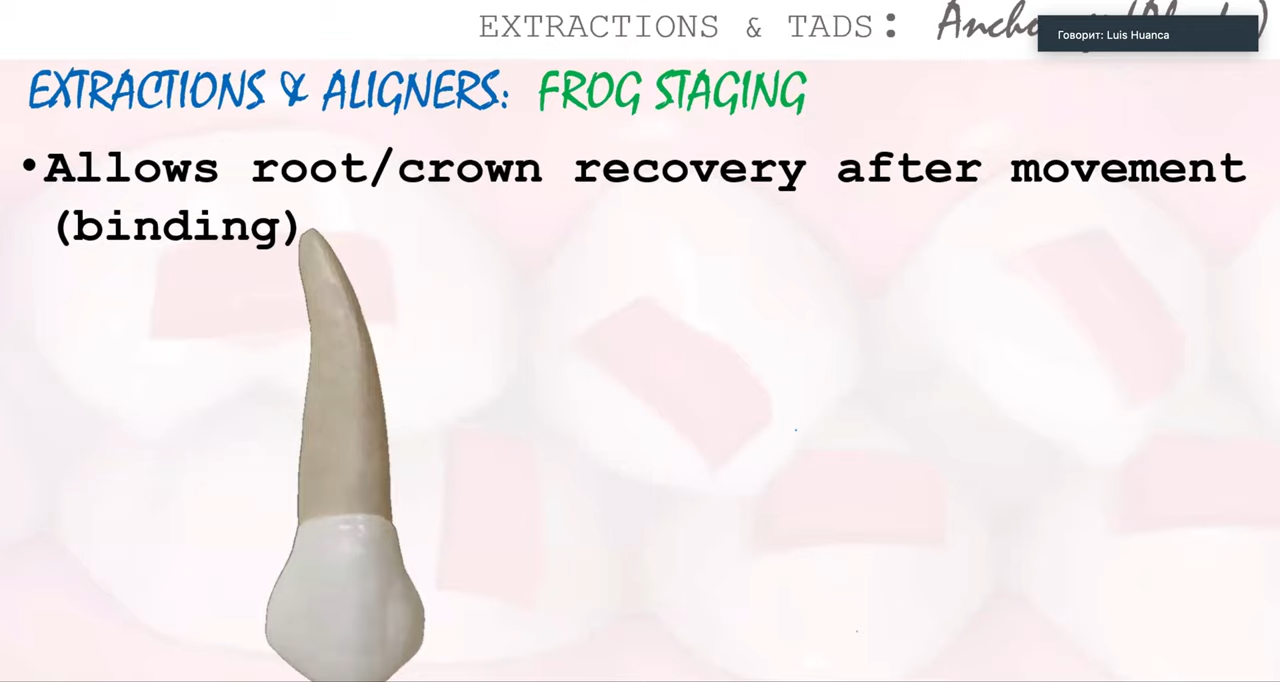 EXTRACTIONS & TADS:
Говорит: Luis Huanca
EXTRACTIONS & ALIGNERS: FROG STAGING
•Allows root/crown recovery after movement
(binding)